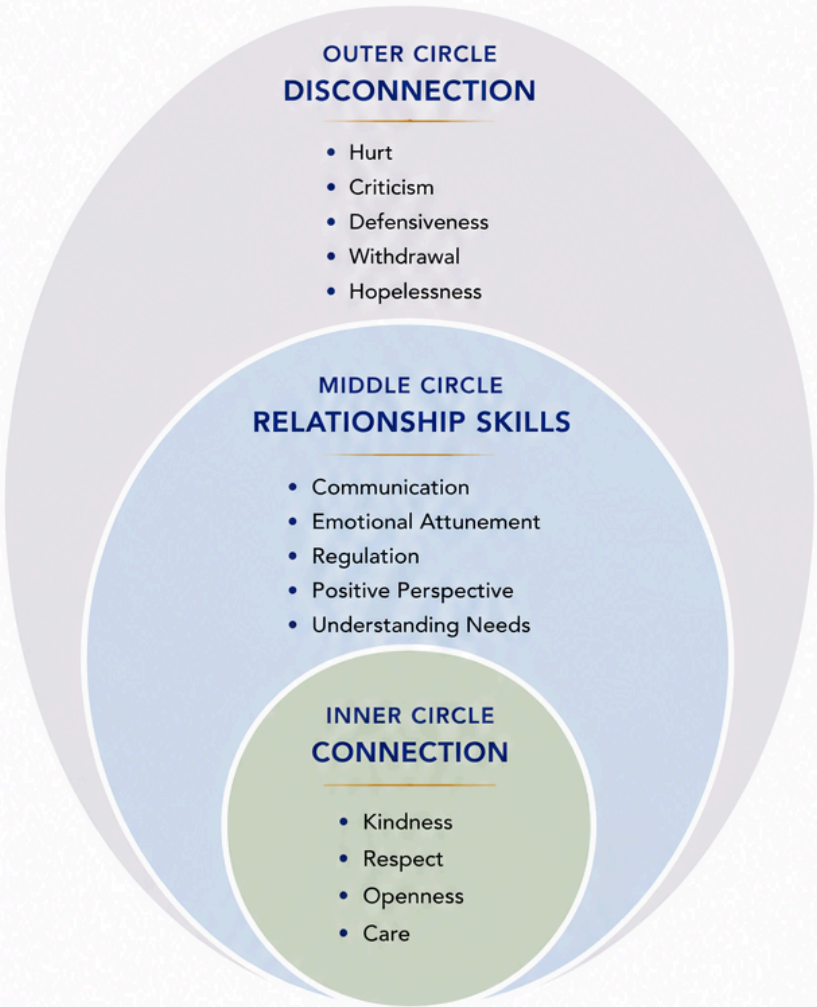 OUTER CIRCLE
DISCONNECTION
• Hurt
• Criticism
• Defensiveness
• Withdrawal
• Hopelessness
MIDDLE CIRCLE
RELATIONSHIP SKILLS
• Communication
• Emotional Attunement
• Regulation
• Positive Perspective
• Understanding Needs
INNER CIRCLE
CONNECTION
• Kindness
• Respect
• Openness
• Care